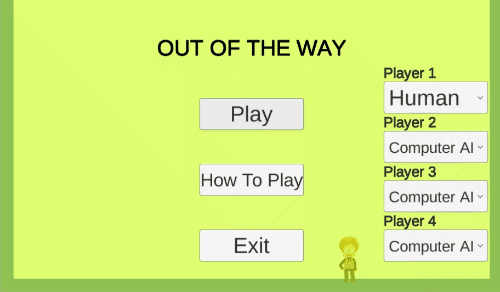 OUT OF THE WAY
Play
How To Play
Exit
Player 1
Human
Player 2
Computer AI
Player 3
Computer AI
Player 4
Computer AI